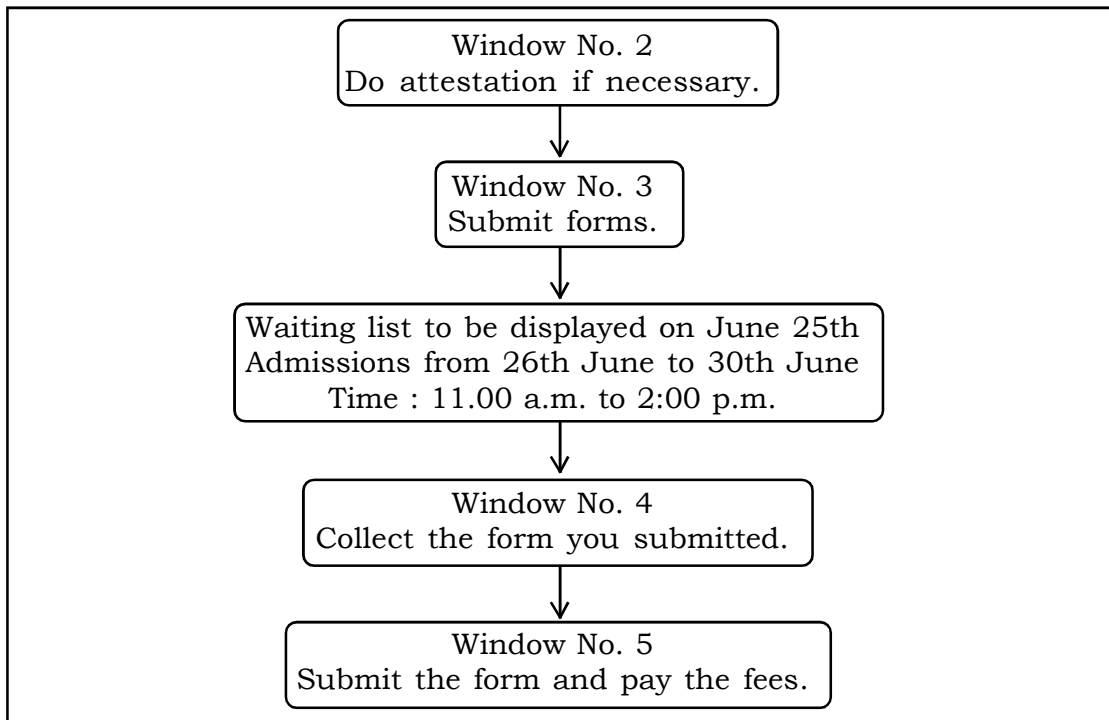 Window No. 2
Do attestation if necessary.
Window No. 3
Submit forms.
Waiting list to be displayed on June 25th
Admissions from 26th June to 30th June
Time : 11.00 a.m. to 2:00 p.m.
Window No. 4
Collect the form you submitted.
Window No. 5
Submit the form and pay the fees.